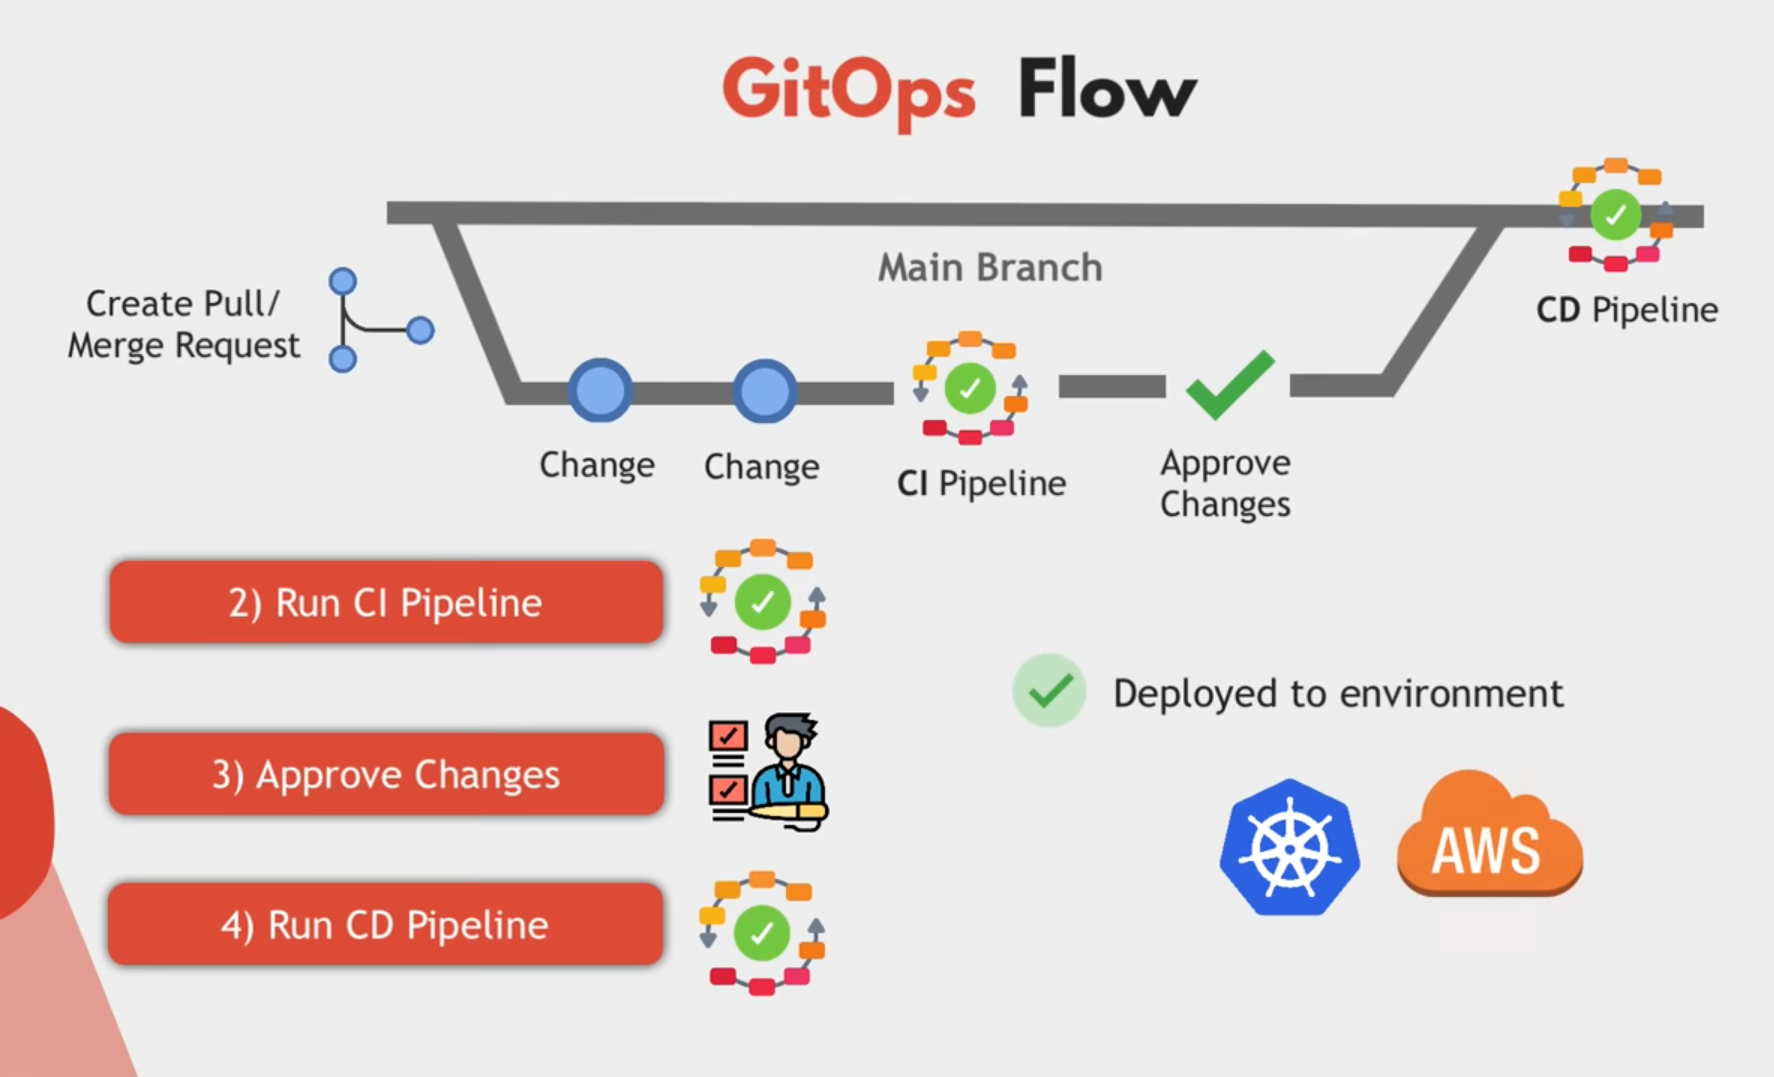 GitOps Flow
Main Branch
Create Pull/
Merge Request
CD Pipeline
Change
Change
CI Pipeline
Approve
Changes
2) Run CI Pipeline
3) Approve Changes
4) Run CD Pipeline
Deployed to environment
AWS